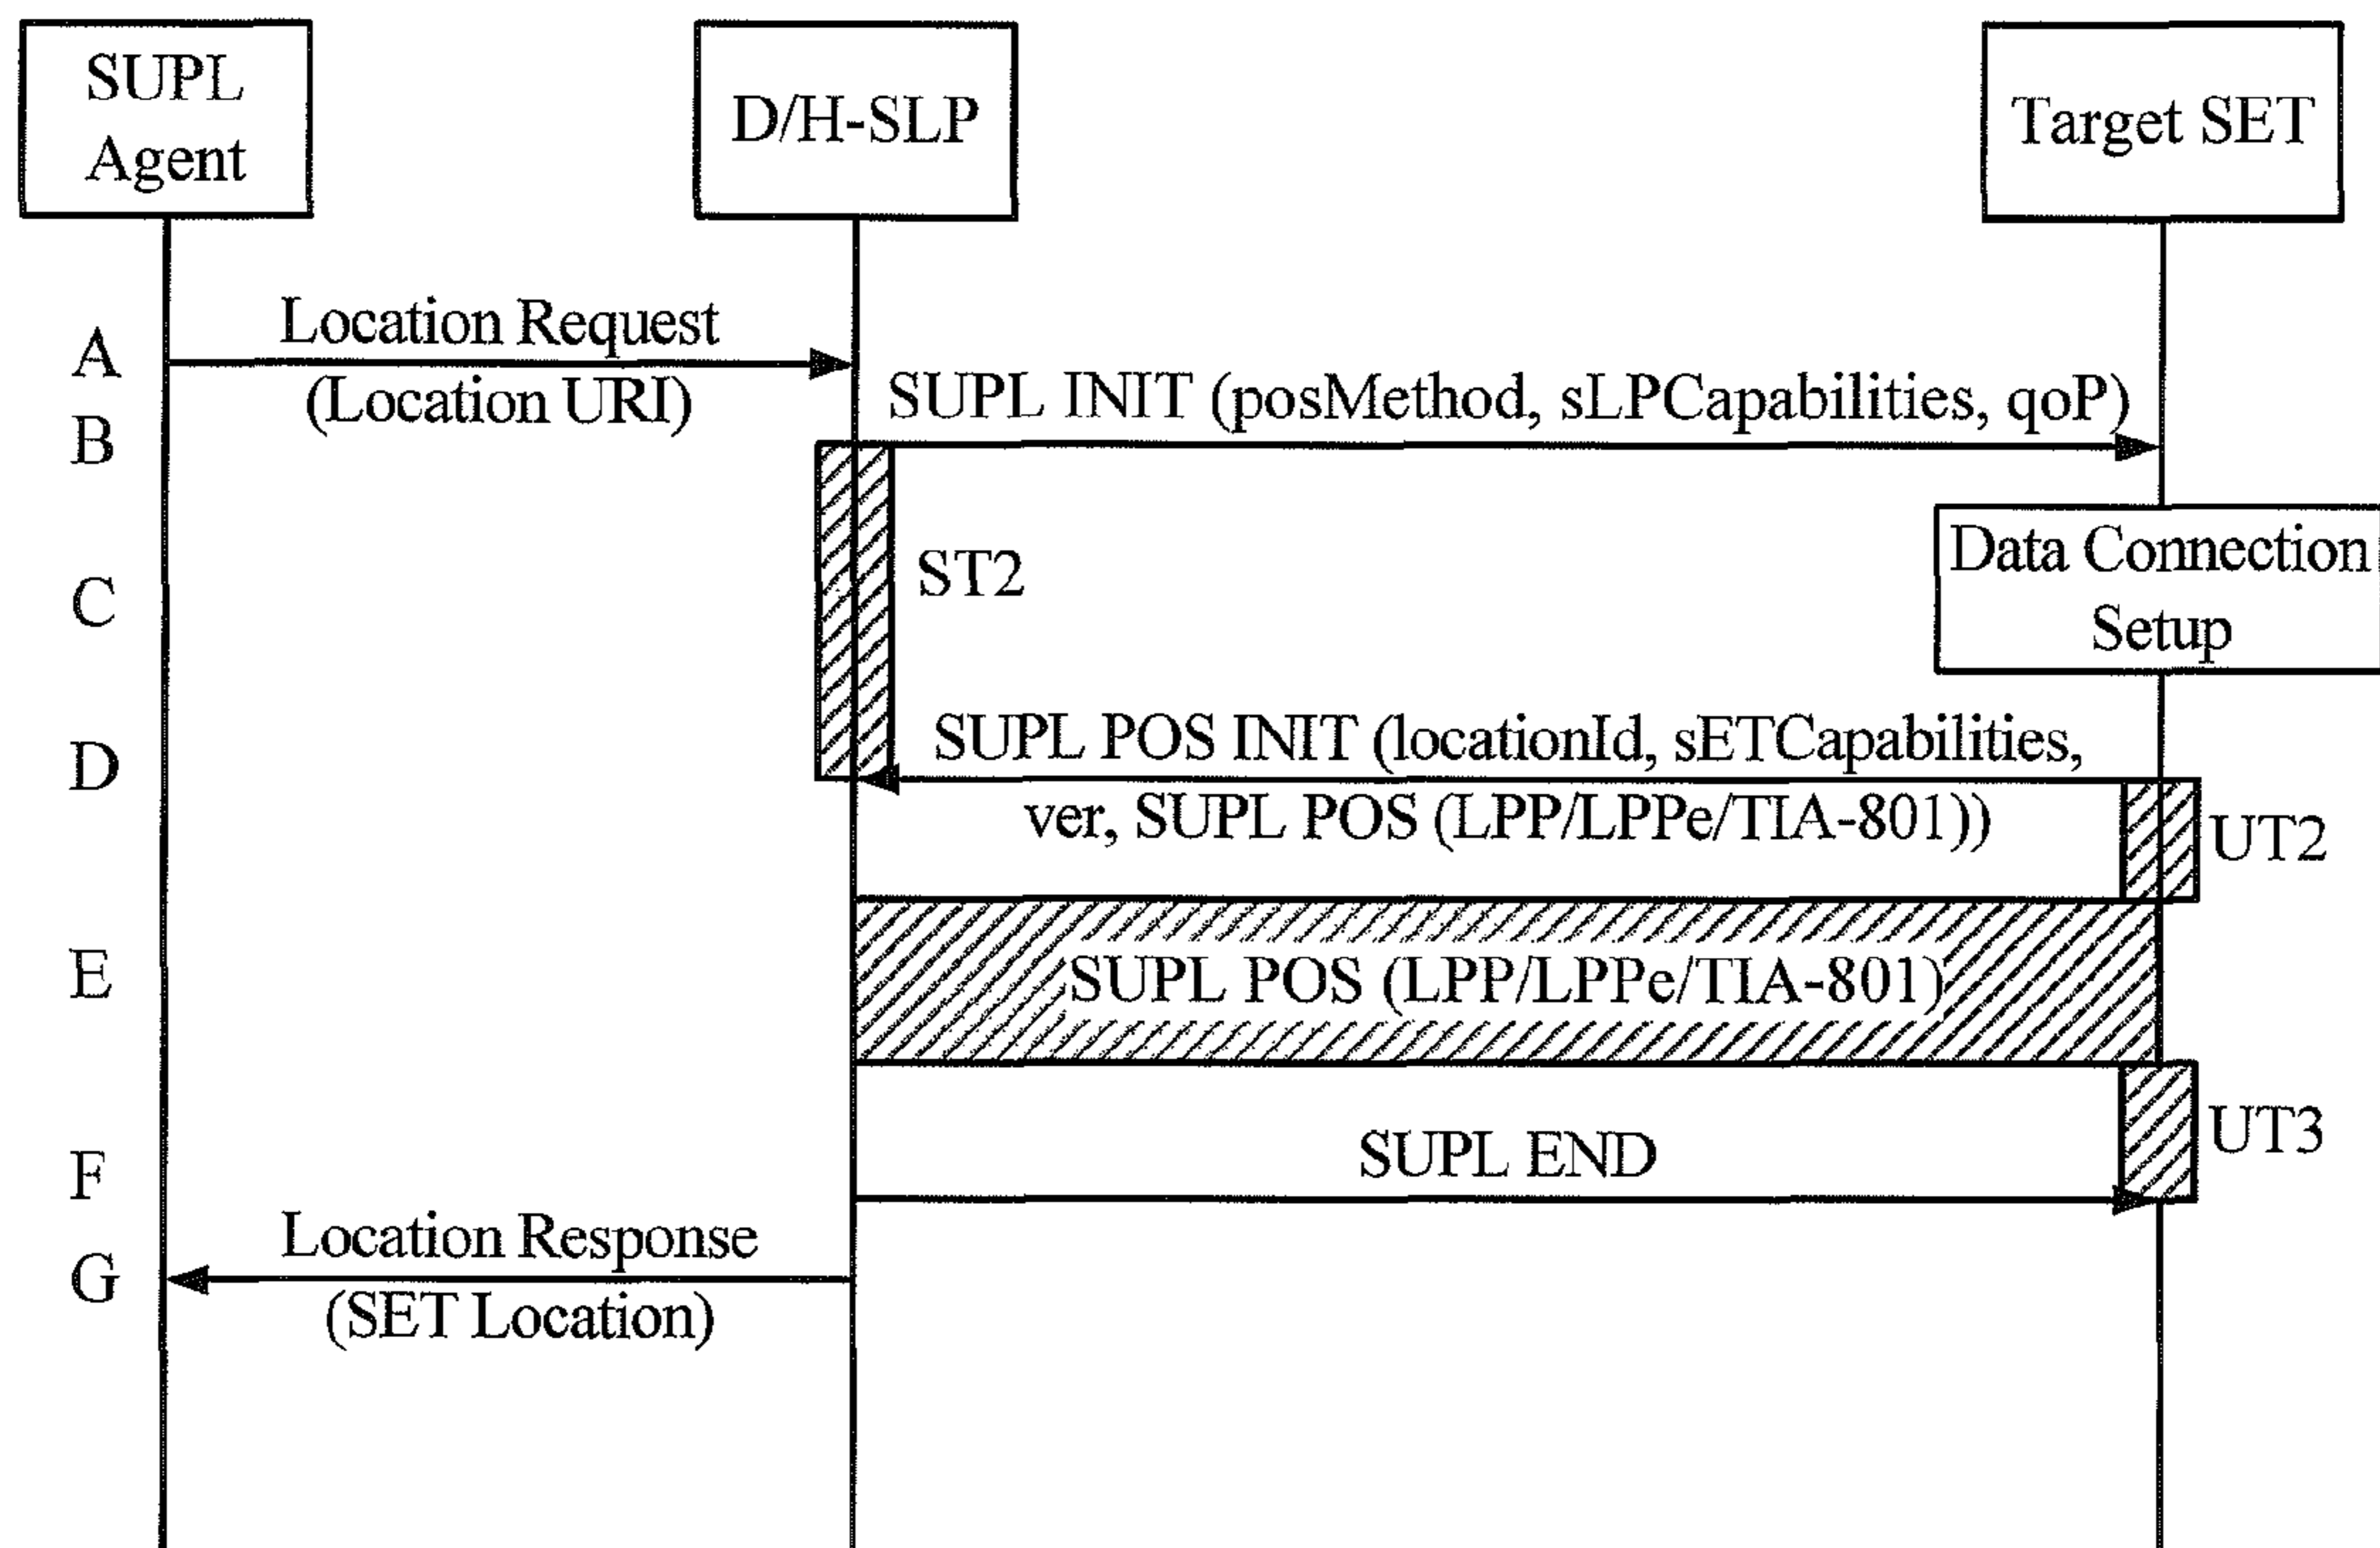 SUPL
Agent
D/H-SLP
Target SET
A
Location Request
(Location URI)
B
SUPL INIT (posMethod, sLPCapabilities, qoP)
C
ST2
Data Connection
Setup
D
SUPL POS INIT (locationId, sETCapabilities,
ver, SUPL POS (LPP/LPPe/TIA-801))
UT2
E
SUPL POS (LPP/LPPe/TIA-801)
UT3
F
SUPL END
G
Location Response
(SET Location)